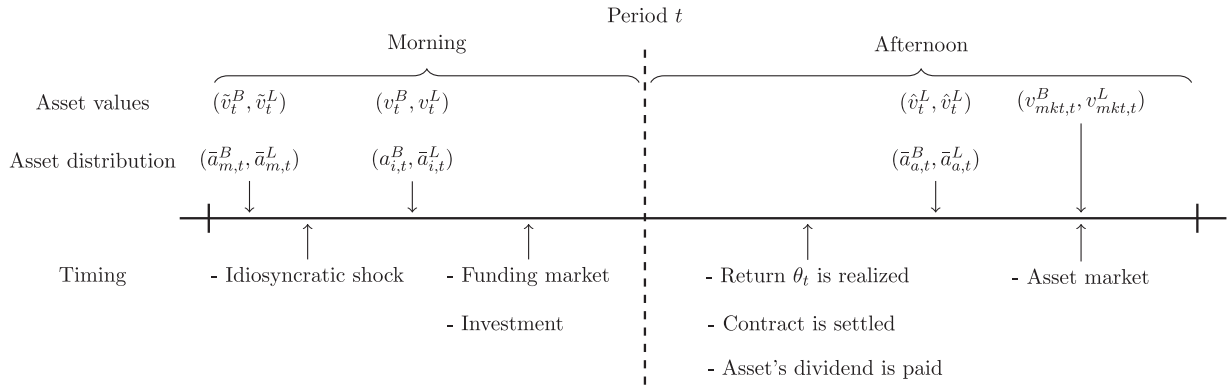 Period t
Morning Afternoon
Asset values (ṽ_t^B, ṽ_t^L) (v_t^B, v_t^L) (v̂_t^L, v̂_t^L) (v_{mkt,t}^B, v_{mkt,t}^L)
Asset distribution (ā_{m,t}^B, ā_{m,t}^L) (a_{i,t}^B, ā_{i,t}^L) (ā_{a,t}^B, ā_{a,t}^L)
Timing - Idiosyncratic shock - Funding market - Return θ_t is realized - Asset market
- Investment - Contract is settled
- Asset's dividend is paid